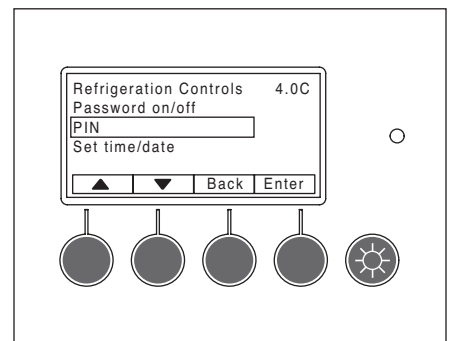 Refrigeration Controls 4.0C
Password on/off
PIN
Set time/date
Back Enter